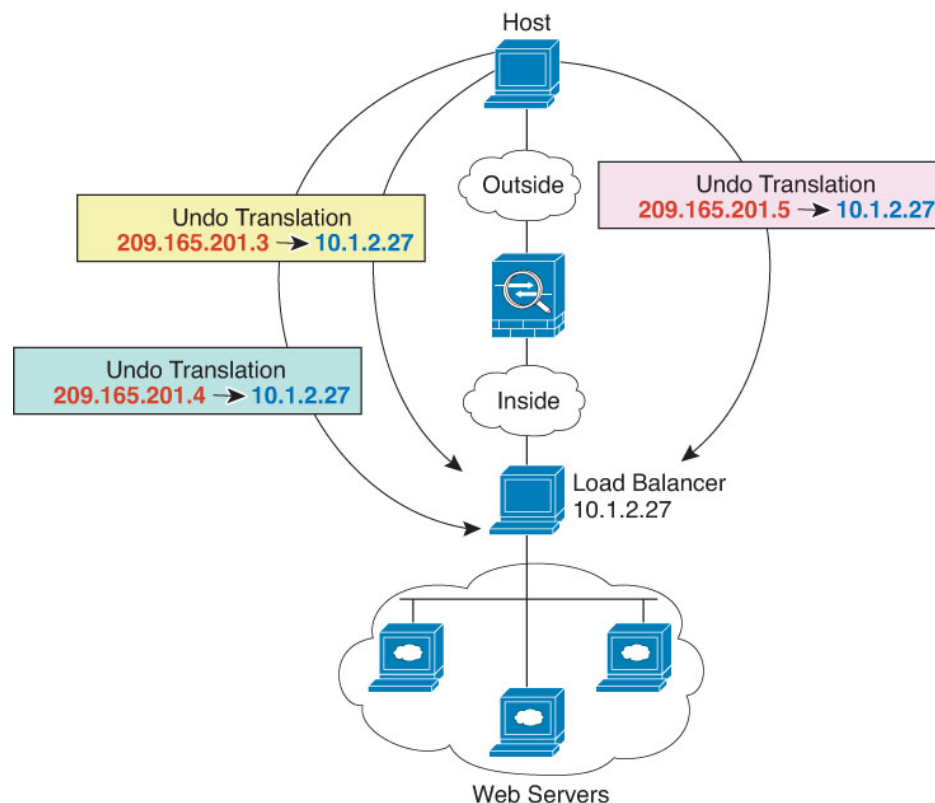 Host
Outside
Undo Translation
209.165.201.5 → 10.1.2.27
Undo Translation
209.165.201.3 → 10.1.2.27
Undo Translation
209.165.201.4 → 10.1.2.27
Inside
Load Balancer
10.1.2.27
Web Servers